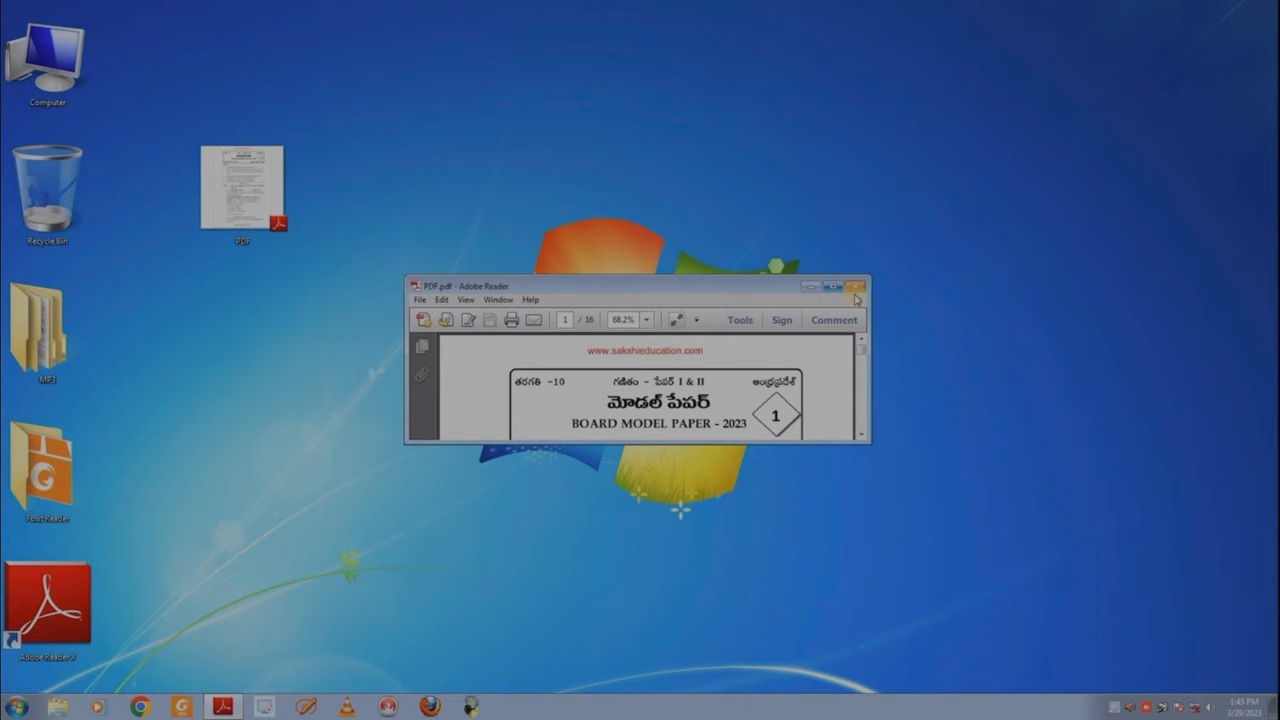 Computer
Recycle Bin
PDF
MP3
Foxit Reader
Adobe Reader X
PDF.pdf - Adobe Reader
File Edit View Window Help
1 / 16 68.2% Tools Sign Comment
www.sakshieducation.com
తరగతి -10 గణితం - పేపర్ I & II ఆంధ్రప్రదేశ్
మోడల్ పేపర్
1
BOARD MODEL PAPER - 2023
1:45 PM
3/29/2023